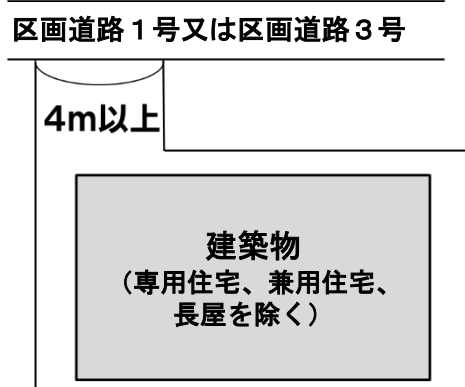 区画道路１号又は区画道路３号
4m以上
建築物
（専用住宅、兼用住宅、
長屋を除く）